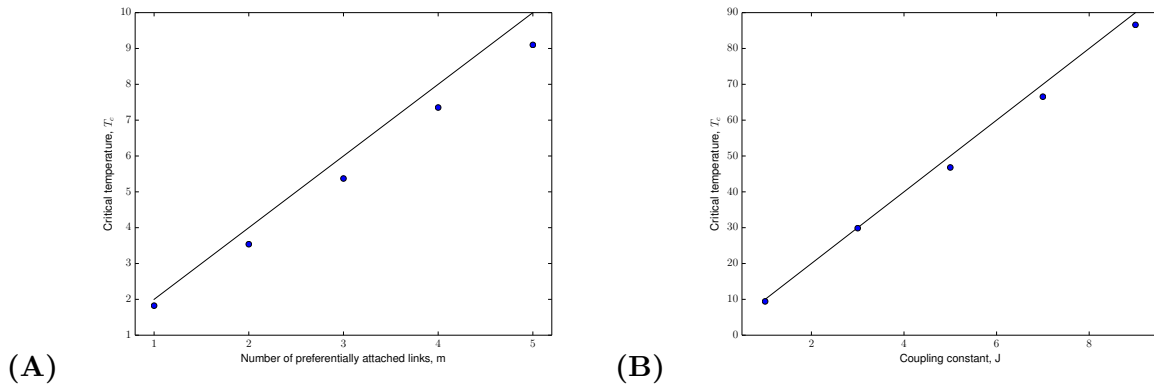 10
9
8
7
6
5
4
3
2
1
Critical temperature, T_c
1 2 3 4 5
Number of preferentially attached links, m
(A)
90
80
70
60
50
40
30
20
10
0
Critical temperature, T_c
2 4 6 8
Coupling constant, J
(B)